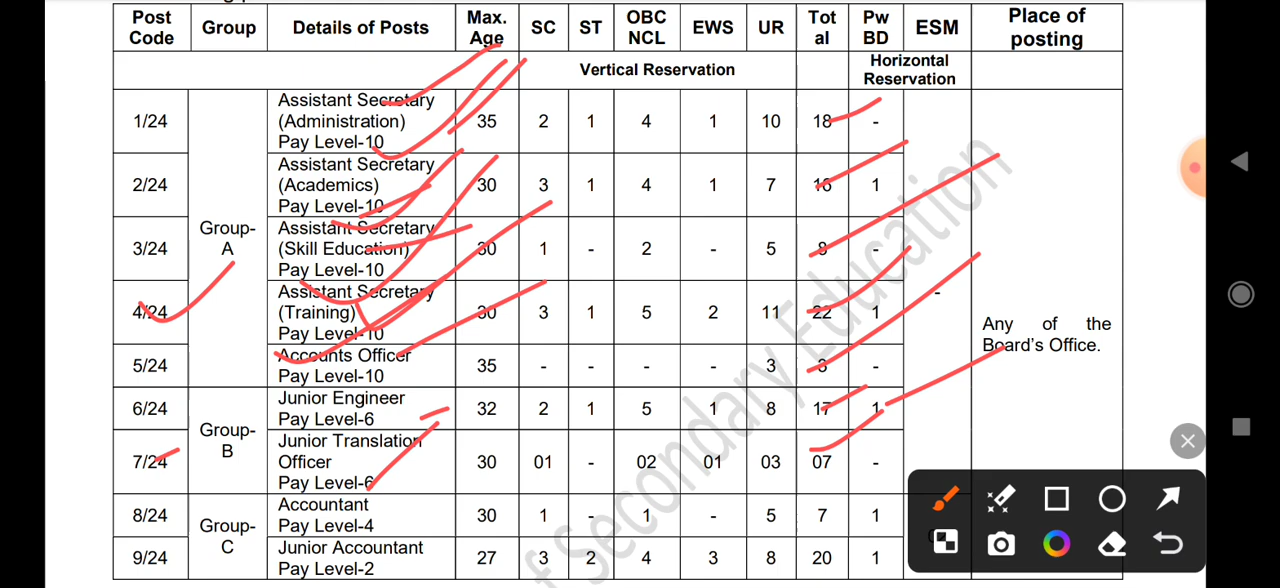 Post Code Group Details of Posts Max. Age SC ST OBC NCL EWS UR Tot al Pw BD ESM Place of posting
Vertical Reservation Horizontal Reservation
1/24 Group-A Assistant Secretary (Administration) Pay Level-10 35 2 1 4 1 10 18 - - Any of the Board's Office.
2/24 Assistant Secretary (Academics) Pay Level-10 30 3 1 4 1 7 16 1
3/24 Assistant Secretary (Skill Education) Pay Level-10 30 1 - 2 - 5 8 -
4/24 Assistant Secretary (Training) Pay Level-10 30 3 1 5 2 11 22 1
5/24 Accounts Officer Pay Level-10 35 - - - - 3 3 -
6/24 Group-B Junior Engineer Pay Level-6 32 2 1 5 1 8 17 1
7/24 Junior Translation Officer Pay Level-6 30 01 - 02 01 03 07 -
8/24 Group-C Accountant Pay Level-4 30 1 - 1 - 5 7 1
9/24 Junior Accountant Pay Level-2 27 3 2 4 3 8 20 1
of Secondary Education